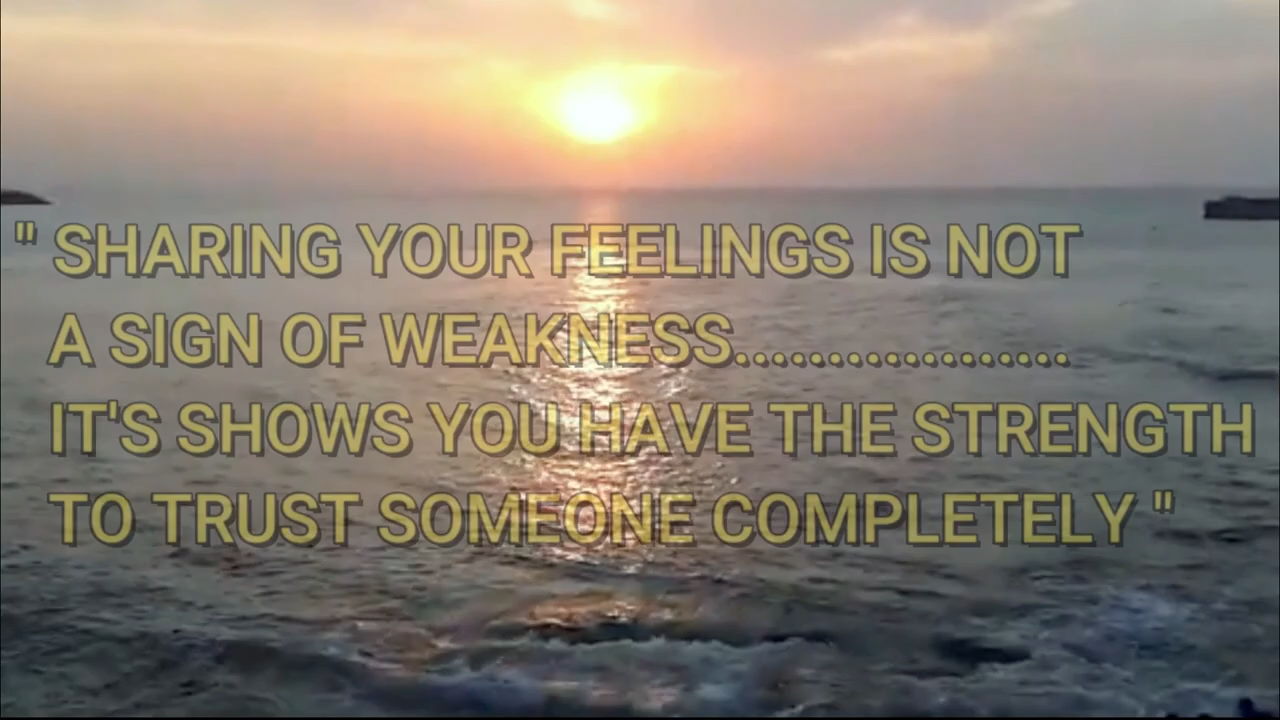 " SHARING YOUR FEELINGS IS NOT
A SIGN OF WEAKNESS..................
IT'S SHOWS YOU HAVE THE STRENGTH
TO TRUST SOMEONE COMPLETELY "